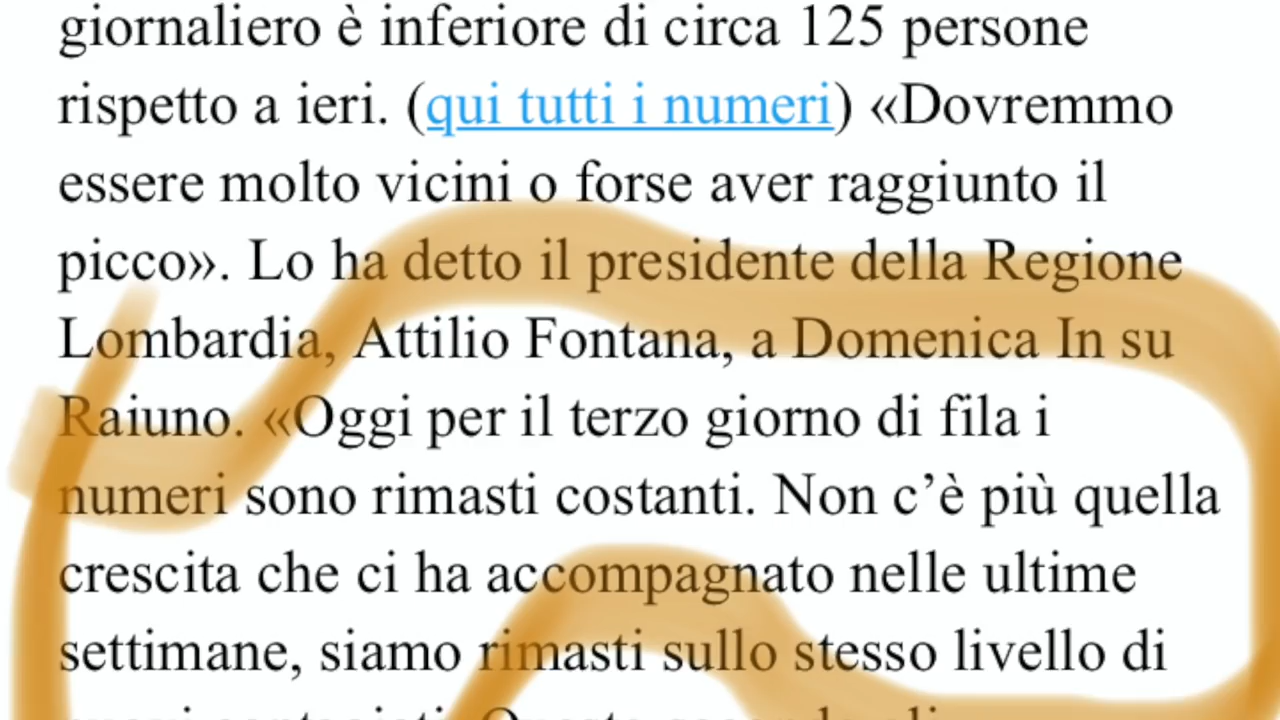 giornaliero è inferiore di circa 125 persone
rispetto a ieri. (qui tutti i numeri) «Dovremmo
essere molto vicini o forse aver raggiunto il
picco». Lo ha detto il presidente della Regione
Lombardia, Attilio Fontana, a Domenica In su
Raiuno. «Oggi per il terzo giorno di fila i
numeri sono rimasti costanti. Non c’è più quella
crescita che ci ha accompagnato nelle ultime
settimane, siamo rimasti sullo stesso livello di